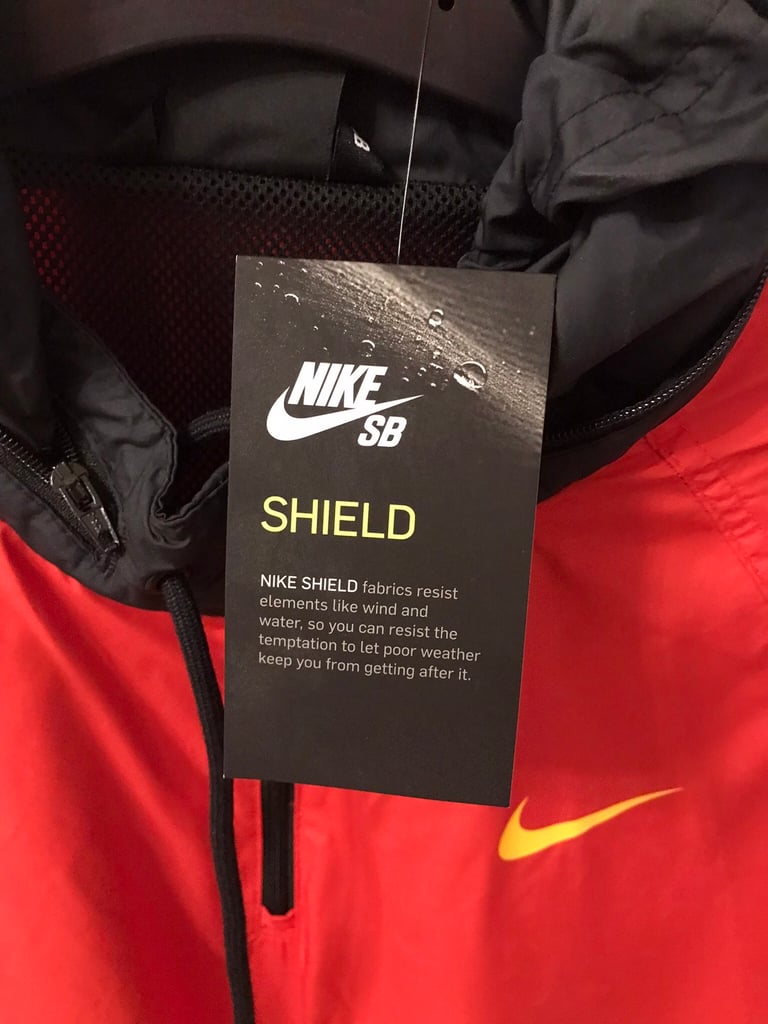 B
NIKE
SB
SHIELD
NIKE SHIELD fabrics resist
elements like wind and
water, so you can resist the
temptation to let poor weather
keep you from getting after it.